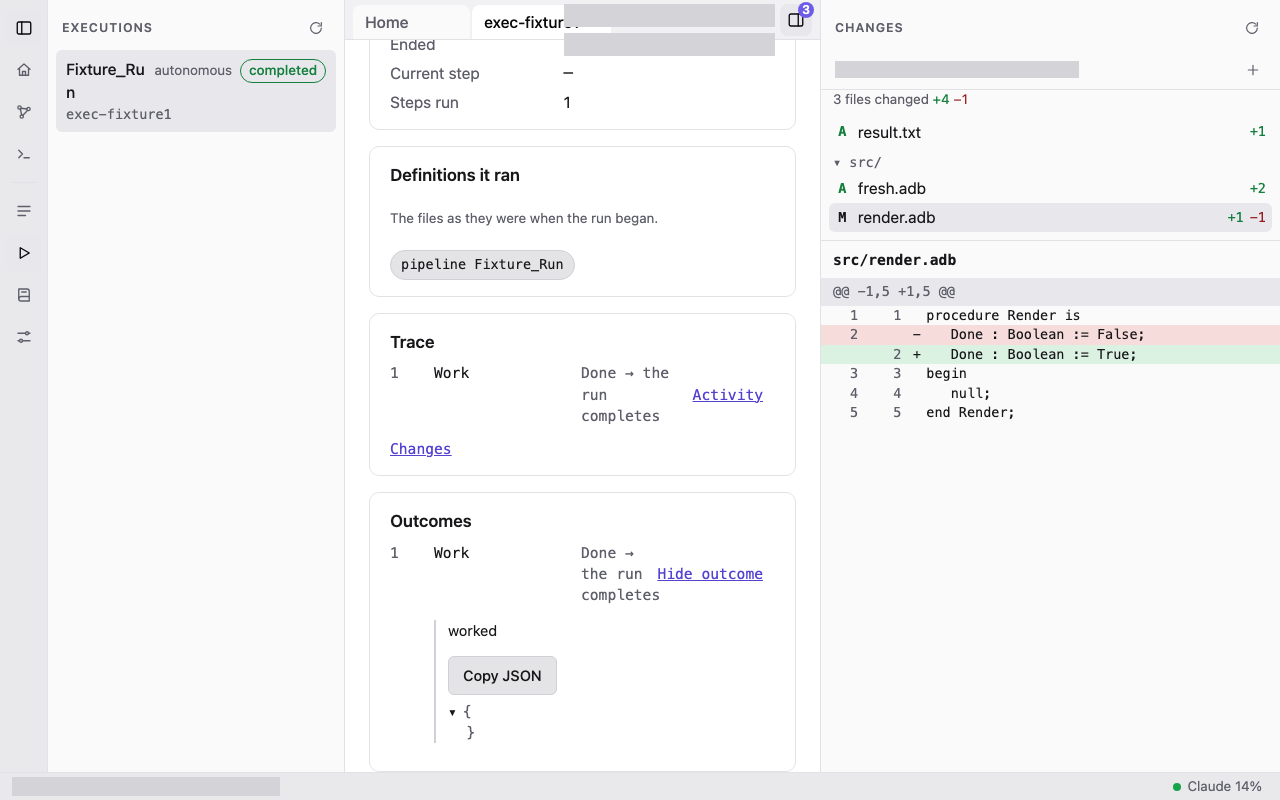 EXECUTIONS
Fixture_Ru
n
autonomous
completed
exec-fixture1
Home
3
Ended
Current step
—
Steps run
1
Definitions it ran
The files as they were when the run began.
pipeline Fixture_Run
Trace
1 Work Done → the
run
completes
Activity
Changes
Outcomes
1 Work Done →
the run
completes
Hide outcome
worked
Copy JSON
▾ {
}
CHANGES
+
3 files changed +4 −1
A result.txt +1
▾ src/
A fresh.adb +2
M render.adb +1 −1
src/render.adb
@@ −1,5 +1,5 @@
1 1 procedure Render is
2 − Done : Boolean := False;
2 + Done : Boolean := True;
3 3 begin
4 4 null;
5 5 end Render;
Claude 14%